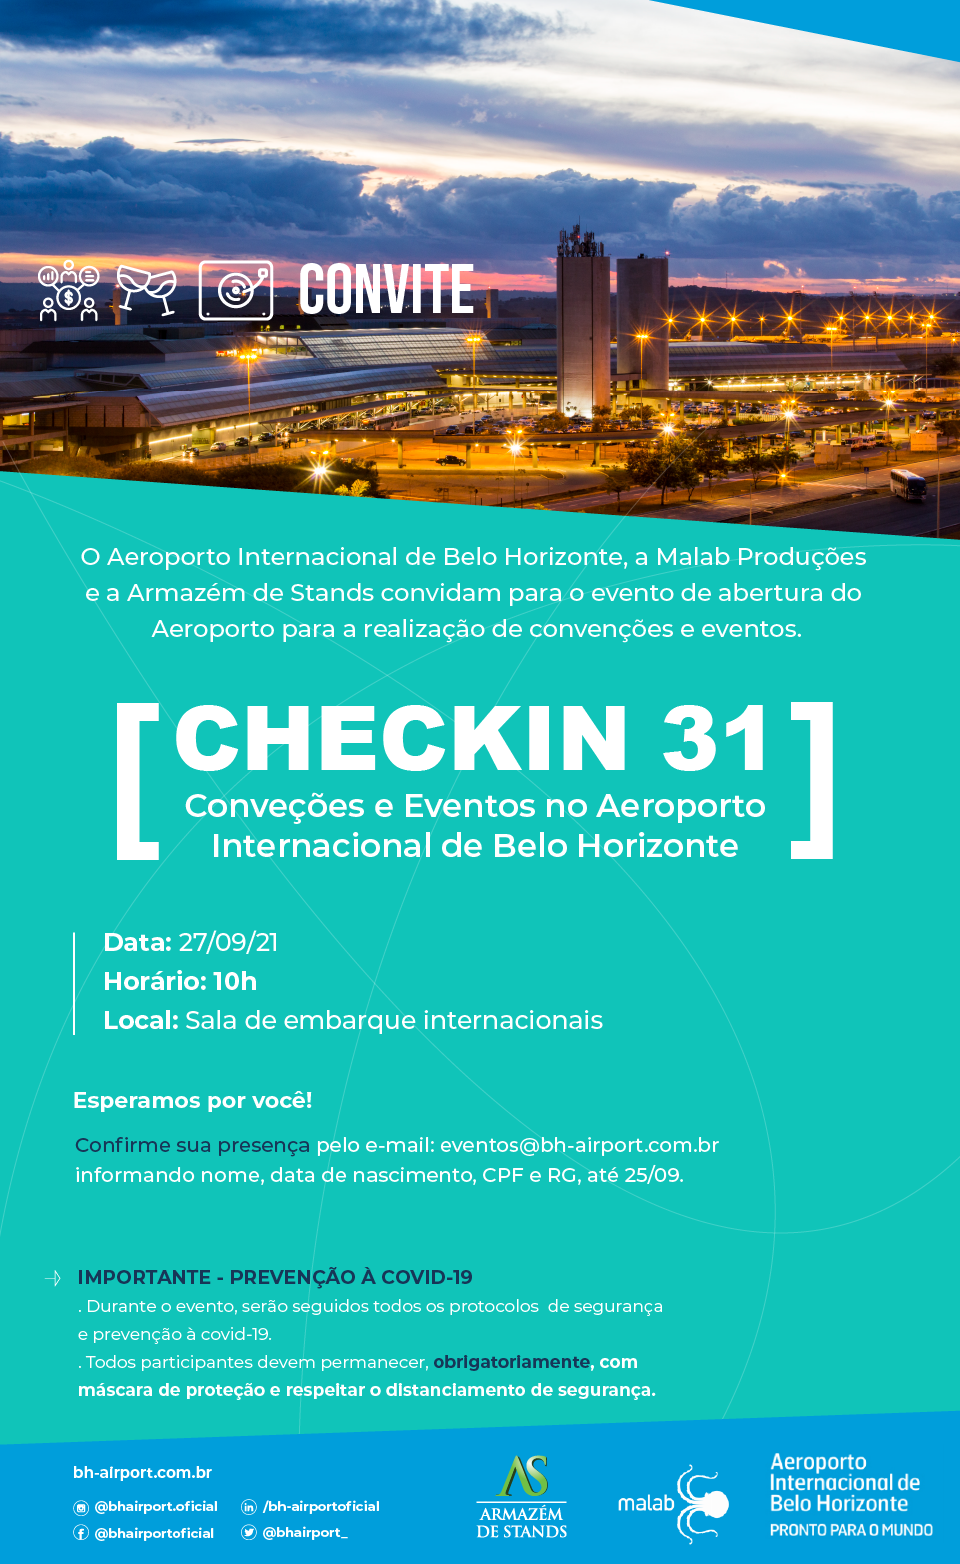 CONVITE
O Aeroporto Internacional de Belo Horizonte, a Malab Produções
e a Armazém de Stands convidam para o evento de abertura do
Aeroporto para a realização de convenções e eventos.
[CHECKIN 31
Conveções e Eventos no Aeroporto
Internacional de Belo Horizonte]
Data: 27/09/21
Horário: 10h
Local: Sala de embarque internacionais
Esperamos por você!
Confirme sua presença pelo e-mail: eventos@bh-airport.com.br
informando nome, data de nascimento, CPF e RG, até 25/09.
IMPORTANTE - PREVENÇÃO À COVID-19
. Durante o evento, serão seguidos todos os protocolos de segurança
e prevenção à covid-19.
. Todos participantes devem permanecer, obrigatoriamente, com
máscara de proteção e respeitar o distanciamento de segurança.
bh-airport.com.br
@bhairport.oficial
/bh-airportoficial
@bhairportoficial
@bhairport_
AS
ARMAZÉM
DE STANDS
malab
Aeroporto
Internacional de
Belo Horizonte
PRONTO PARA O MUNDO